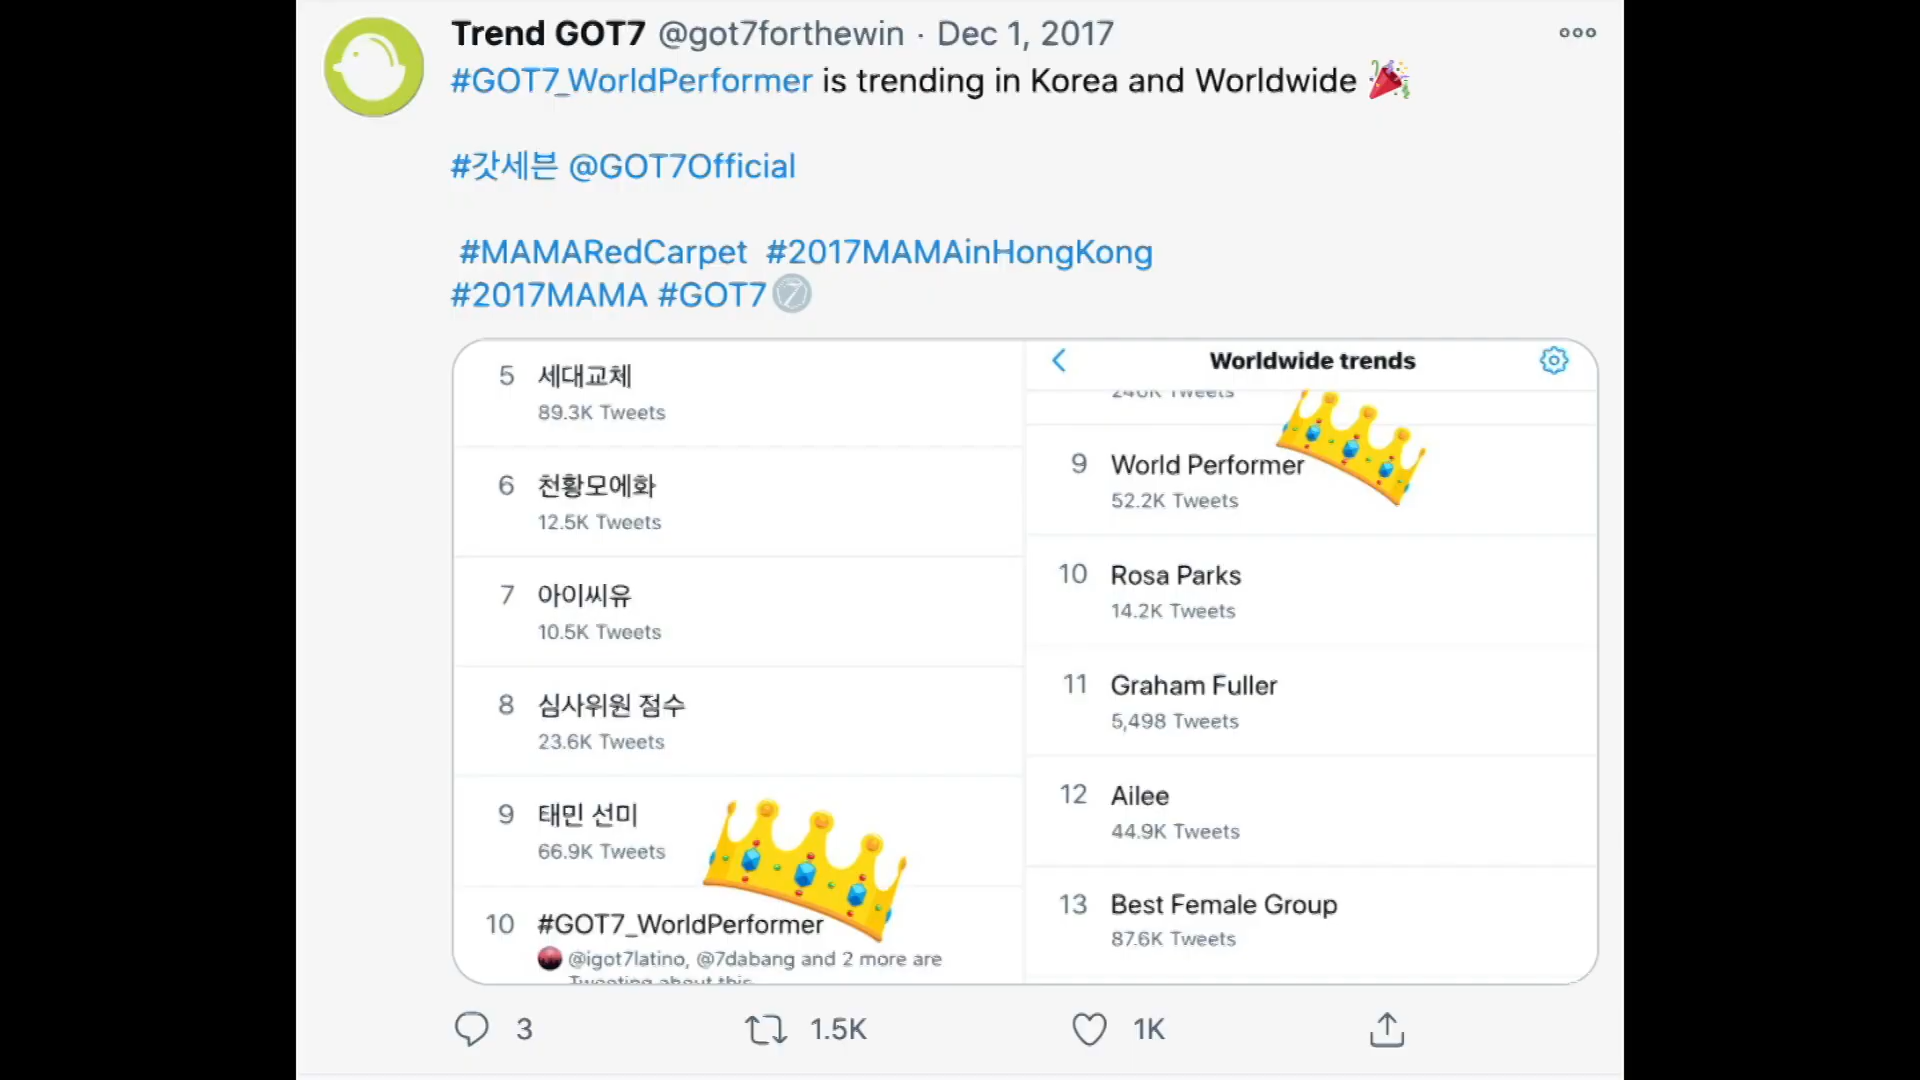 Trend GOT7 @got7forthewin · Dec 1, 2017
#GOT7_WorldPerformer is trending in Korea and Worldwide
#갓세븐 @GOT7Official
#MAMARedCarpet #2017MAMAinHongKong
#2017MAMA #GOT7
5 세대교체
89.3K Tweets
6 천황모에화
12.5K Tweets
7 아이씨유
10.5K Tweets
8 심사위원 점수
23.6K Tweets
9 태민 선미
66.9K Tweets
10 #GOT7_WorldPerformer
@igot7latino, @7dabang and 2 more are
Tweeting about this
Worldwide trends
Tweets
9 World Performer
52.2K Tweets
10 Rosa Parks
14.2K Tweets
11 Graham Fuller
5,498 Tweets
12 Ailee
44.9K Tweets
13 Best Female Group
87.6K Tweets
3 1.5K 1K